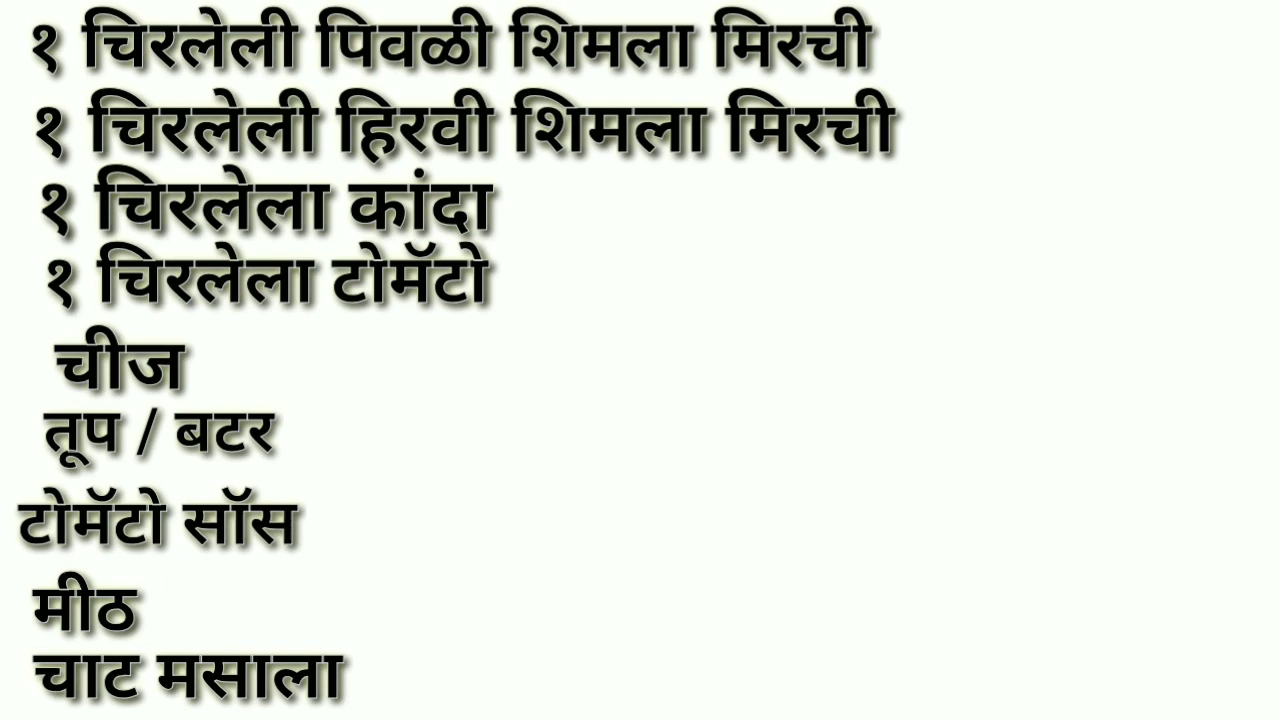 १ चिरलेली पिवळी शिमला मिरची
१ चिरलेली हिरवी शिमला मिरची
१ चिरलेला कांदा
१ चिरलेला टोमॅटो
चीज
तूप / बटर
टोमॅटो सॉस
मीठ
चाट मसाला